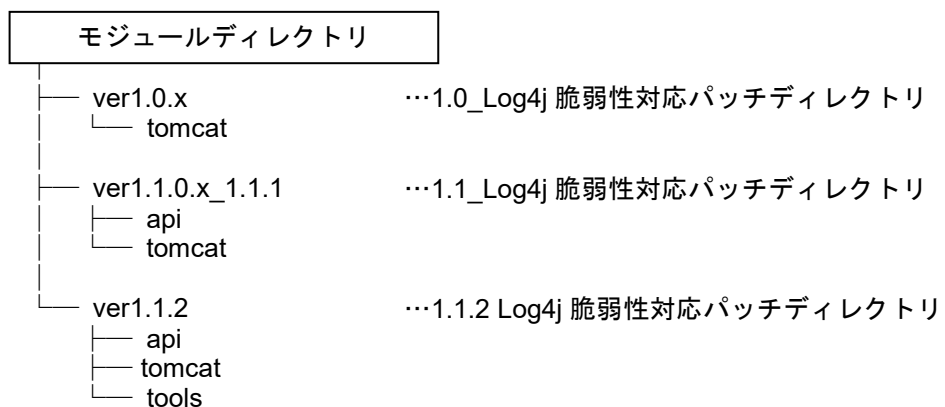 モジュールディレクトリ
├── ver1.0.x …1.0_Log4j 脆弱性対応パッチディレクトリ
│ └── tomcat
├── ver1.1.0.x_1.1.1 …1.1_Log4j 脆弱性対応パッチディレクトリ
│ ├── api
│ └── tomcat
└── ver1.1.2 …1.1.2 Log4j 脆弱性対応パッチディレクトリ
├── api
├── tomcat
└── tools